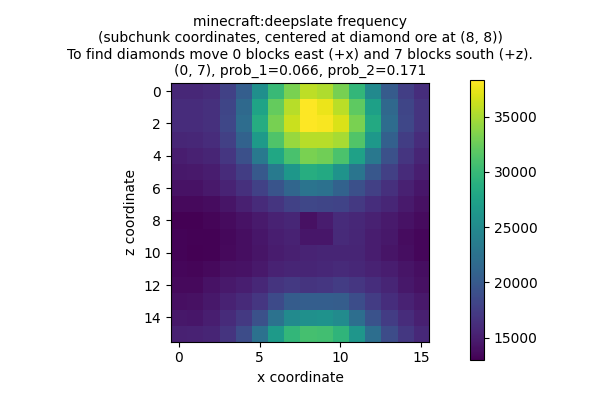 minecraft:deepslate frequency
(subchunk coordinates, centered at diamond ore at (8, 8))
To find diamonds move 0 blocks east (+x) and 7 blocks south (+z).
(0, 7), prob_1=0.066, prob_2=0.171
z coordinate
0
2
4
6
8
10
12
14
0
5
10
15
x coordinate
35000
30000
25000
20000
15000